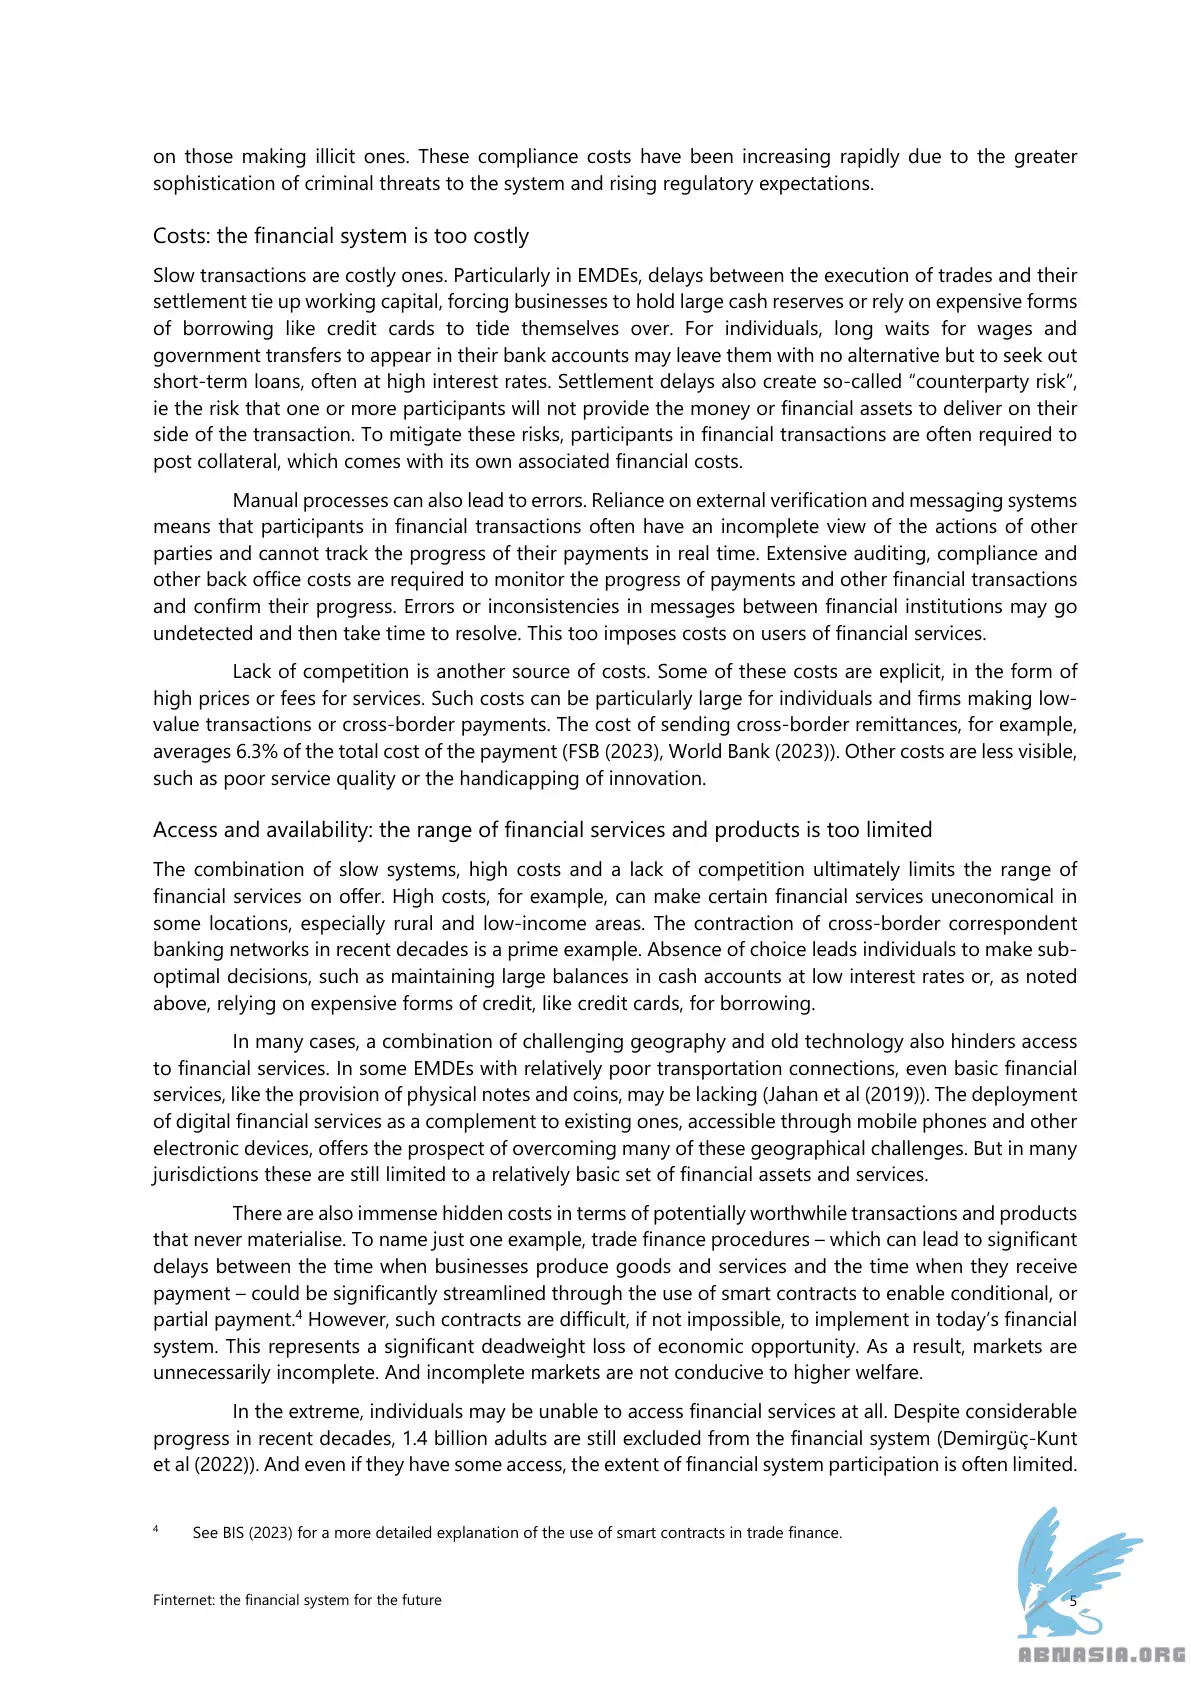 on those making illicit ones. These compliance costs have been increasing rapidly due to the greater
sophistication of criminal threats to the system and rising regulatory expectations.
Costs: the financial system is too costly
Slow transactions are costly ones. Particularly in EMDEs, delays between the execution of trades and their
settlement tie up working capital, forcing businesses to hold large cash reserves or rely on expensive forms
of borrowing like credit cards to tide themselves over. For individuals, long waits for wages and
government transfers to appear in their bank accounts may leave them with no alternative but to seek out
short-term loans, often at high interest rates. Settlement delays also create so-called “counterparty risk”,
ie the risk that one or more participants will not provide the money or financial assets to deliver on their
side of the transaction. To mitigate these risks, participants in financial transactions are often required to
post collateral, which comes with its own associated financial costs.
Manual processes can also lead to errors. Reliance on external verification and messaging systems
means that participants in financial transactions often have an incomplete view of the actions of other
parties and cannot track the progress of their payments in real time. Extensive auditing, compliance and
other back office costs are required to monitor the progress of payments and other financial transactions
and confirm their progress. Errors or inconsistencies in messages between financial institutions may go
undetected and then take time to resolve. This too imposes costs on users of financial services.
Lack of competition is another source of costs. Some of these costs are explicit, in the form of
high prices or fees for services. Such costs can be particularly large for individuals and firms making low-
value transactions or cross-border payments. The cost of sending cross-border remittances, for example,
averages 6.3% of the total cost of the payment (FSB (2023), World Bank (2023)). Other costs are less visible,
such as poor service quality or the handicapping of innovation.
Access and availability: the range of financial services and products is too limited
The combination of slow systems, high costs and a lack of competition ultimately limits the range of
financial services on offer. High costs, for example, can make certain financial services uneconomical in
some locations, especially rural and low-income areas. The contraction of cross-border correspondent
banking networks in recent decades is a prime example. Absence of choice leads individuals to make sub-
optimal decisions, such as maintaining large balances in cash accounts at low interest rates or, as noted
above, relying on expensive forms of credit, like credit cards, for borrowing.
In many cases, a combination of challenging geography and old technology also hinders access
to financial services. In some EMDEs with relatively poor transportation connections, even basic financial
services, like the provision of physical notes and coins, may be lacking (Jahan et al (2019)). The deployment
of digital financial services as a complement to existing ones, accessible through mobile phones and other
electronic devices, offers the prospect of overcoming many of these geographical challenges. But in many
jurisdictions these are still limited to a relatively basic set of financial assets and services.
There are also immense hidden costs in terms of potentially worthwhile transactions and products
that never materialise. To name just one example, trade finance procedures – which can lead to significant
delays between the time when businesses produce goods and services and the time when they receive
payment – could be significantly streamlined through the use of smart contracts to enable conditional, or
partial payment.4 However, such contracts are difficult, if not impossible, to implement in today’s financial
system. This represents a significant deadweight loss of economic opportunity. As a result, markets are
unnecessarily incomplete. And incomplete markets are not conducive to higher welfare.
In the extreme, individuals may be unable to access financial services at all. Despite considerable
progress in recent decades, 1.4 billion adults are still excluded from the financial system (Demirgüç-Kunt
et al (2022)). And even if they have some access, the extent of financial system participation is often limited.
4 See BIS (2023) for a more detailed explanation of the use of smart contracts in trade finance.
Finternet: the financial system for the future 5
ABNASIA.ORG